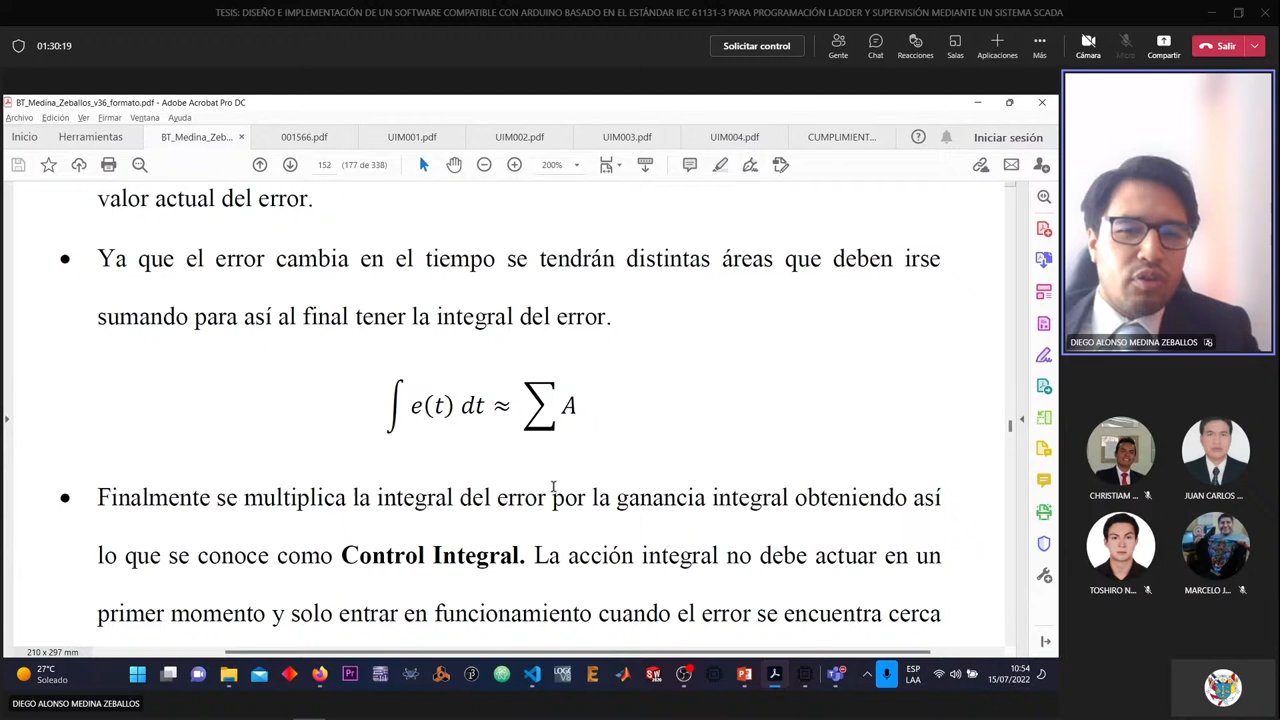 TESIS: DISEÑO E IMPLEMENTACIÓN DE UN SOFTWARE COMPATIBLE CON ARDUINO BASADO EN EL ESTÁNDAR IEC 61131-3 PARA PROGRAMACIÓN LADDER Y SUPERVISIÓN MEDIANTE UN SISTEMA SCADA
01:30:19
Solicitar control
Gente
Chat
Reacciones
Salas
Aplicaciones
Más
Cámara
Micro
Compartir
Salir
BT_Medina_Zeballos_v36_formato.pdf - Adobe Acrobat Pro DC
Archivo Edición Ver Firmar Ventana Ayuda
Inicio Herramientas BT_Medina_Zeb... 001566.pdf UIM001.pdf UIM002.pdf UIM003.pdf UIM004.pdf CUMPLIMIENT... Iniciar sesión
152 (177 de 338) 200%
valor actual del error.
• Ya que el error cambia en el tiempo se tendrán distintas áreas que deben irse
sumando para así al final tener la integral del error.
∫ e(t) dt ≈ ∑ A
• Finalmente se multiplica la integral del error por la ganancia integral obteniendo así
lo que se conoce como Control Integral. La acción integral no debe actuar en un
primer momento y solo entrar en funcionamiento cuando el error se encuentra cerca
210 x 297 mm
DIEGO ALONSO MEDINA ZEBALLOS
CHRISTIAM ...
JUAN CARLOS ...
TOSHIRO N...
MARCELO J...
27°C
Soleado
ESP
LAA
10:54
15/07/2022
DIEGO ALONSO MEDINA ZEBALLOS